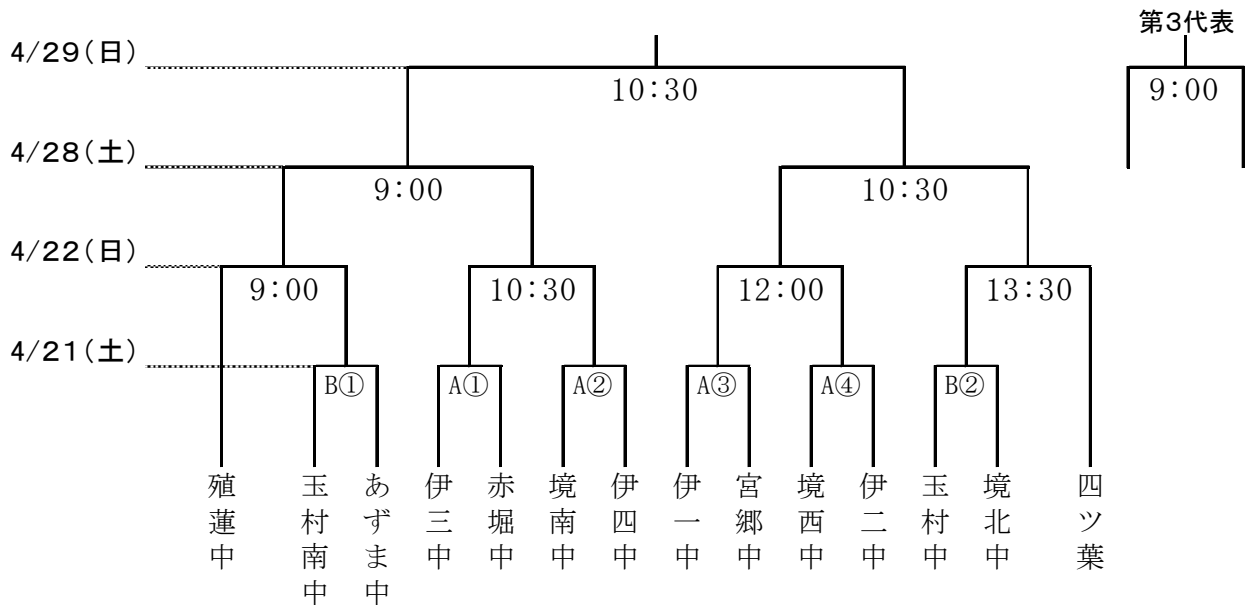 第3代表
4/29(日)
10:30
9:00
4/28(土)
9:00
10:30
4/22(日)
9:00
10:30
12:00
13:30
4/21(土)
B①
A①
A②
A③
A④
B②
殖蓮中
玉村南中
あずま中
伊三中
赤堀中
境南中
伊四中
伊一中
宮郷中
境西中
伊二中
玉村中
境北中
四ツ葉